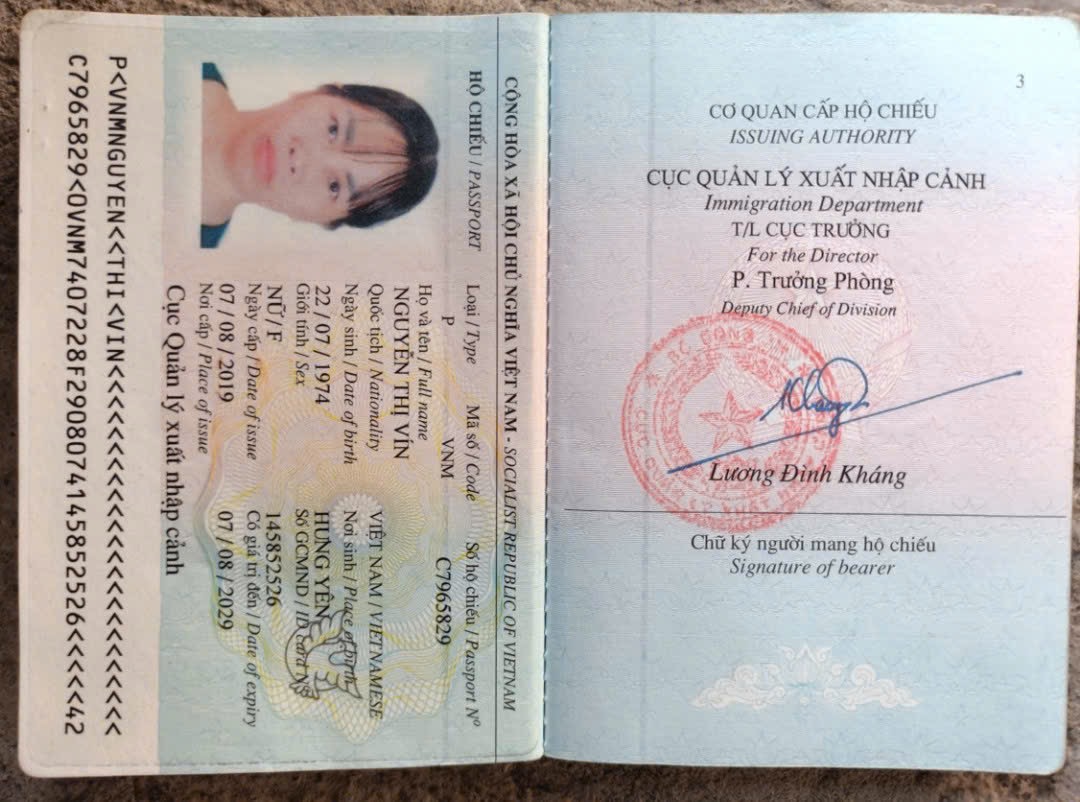 CỘNG HÒA XÃ HỘI CHỦ NGHĨA VIỆT NAM - SOCIALIST REPUBLIC OF VIETNAM
HỘ CHIẾU / PASSPORT
Loại / Type Mã số / Code Số hộ chiếu / Passport Nº
P VNM C7965829
Họ và tên / Full name
NGUYỄN THỊ VÍN
Quốc tịch / Nationality
VIỆT NAM / VIETNAMESE
Ngày sinh / Date of birth Nơi sinh / Place of birth
22 / 07 / 1974 HƯNG YÊN
Giới tính / Sex Số GCMND / ID card Nº
NỮ / F 145852526
Ngày cấp / Date of issue Có giá trị đến / Date of expiry
07 / 08 / 2019 07 / 08 / 2029
Nơi cấp / Place of issue
Cục Quản lý xuất nhập cảnh
P<VNMNGUYEN<<THI<VIN<<<<<<<<<<<<<<<<<<<<<<<<
C7965829<0VNM7407228F2908074145852526<<<<<42
3
CƠ QUAN CẤP HỘ CHIẾU
ISSUING AUTHORITY
CỤC QUẢN LÝ XUẤT NHẬP CẢNH
Immigration Department
T/L CỤC TRƯỞNG
For the Director
P. Trưởng Phòng
Deputy Chief of Division
Lương Đình Kháng
Chữ ký người mang hộ chiếu
Signature of bearer